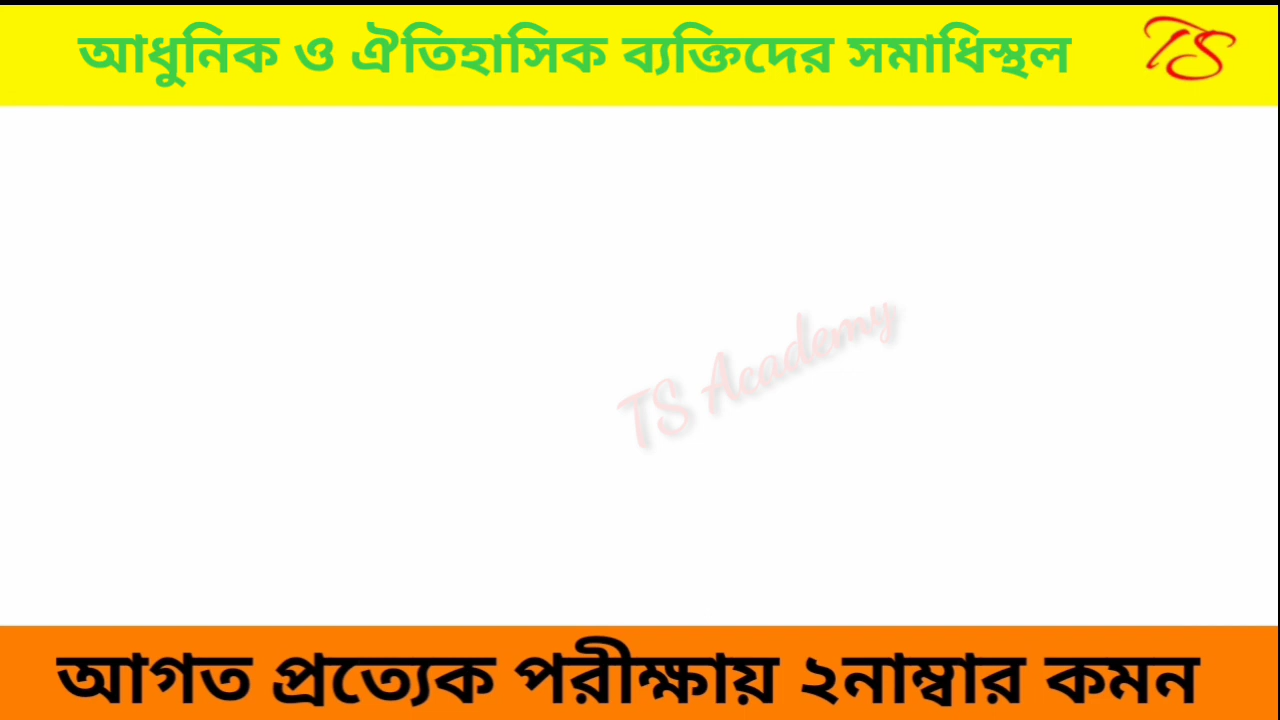 আধুনিক ও ঐতিহাসিক ব্যক্তিদের সমাধিস্থল
TS
TS Academy
আগত প্রত্যেক পরীক্ষায় ২নাম্বার কমন